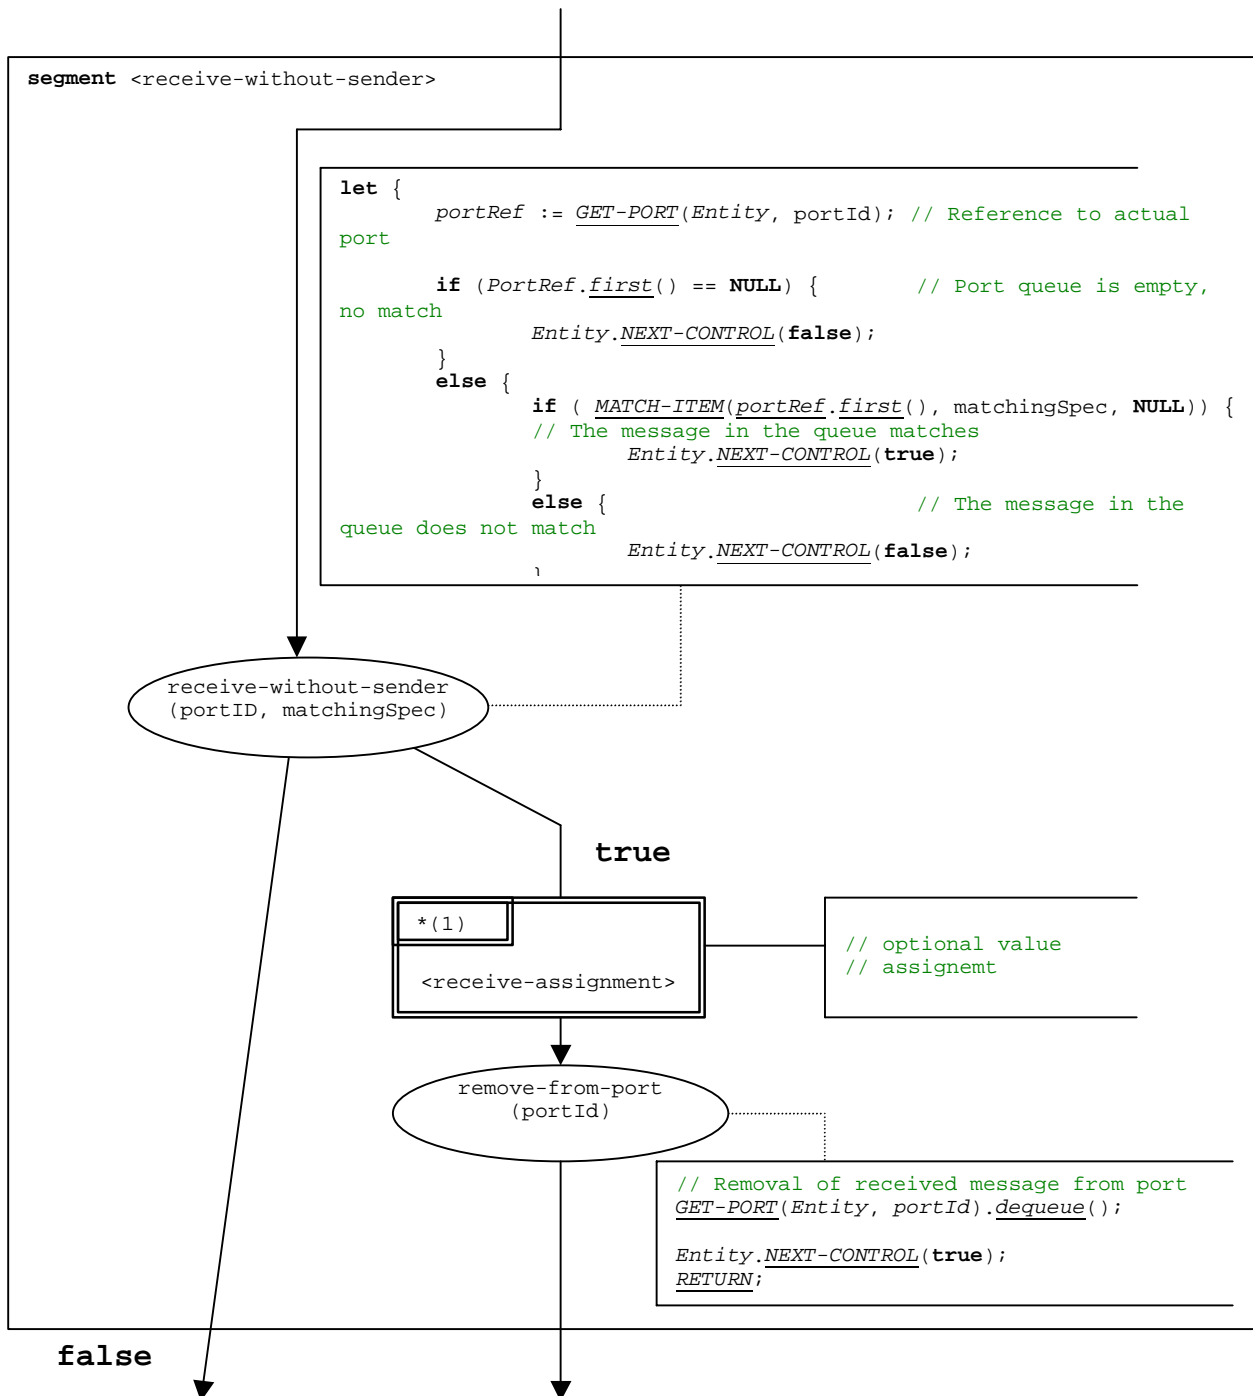 segment <receive-without-sender>
let {
portRef := GET-PORT(Entity, portId); // Reference to actual
port
if (PortRef.first() == NULL) { // Port queue is empty,
no match
Entity.NEXT-CONTROL(false);
}
else {
if ( MATCH-ITEM(portRef.first(), matchingSpec, NULL)) {
// The message in the queue matches
Entity.NEXT-CONTROL(true);
}
else { // The message in the
queue does not match
Entity.NEXT-CONTROL(false);
}
receive-without-sender
(portID, matchingSpec)
true
*(1)
<receive-assignment>
// optional value
// assignemt
remove-from-port
(portId)
// Removal of received message from port
GET-PORT(Entity, portId).dequeue();
Entity.NEXT-CONTROL(true);
RETURN;
false